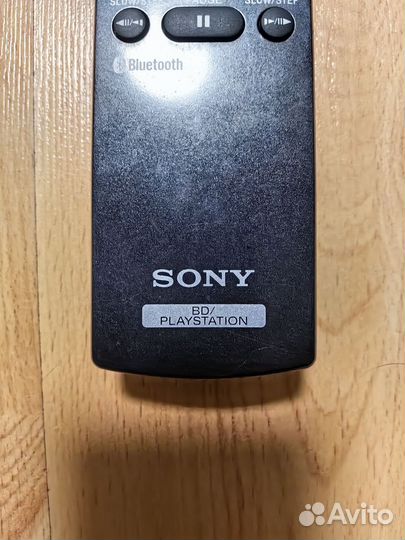 SLOW/STEP
Bluetooth
SONY
BD/
PLAYSTATION
Avito